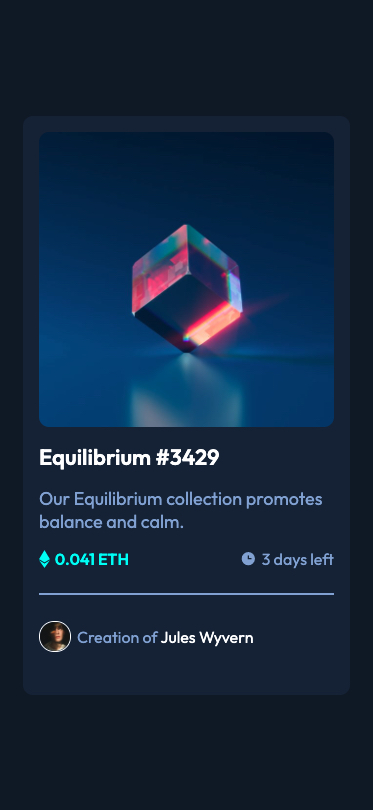 Equilibrium #3429
Our Equilibrium collection promotes
balance and calm.
0.041 ETH
3 days left
Creation of Jules Wyvern